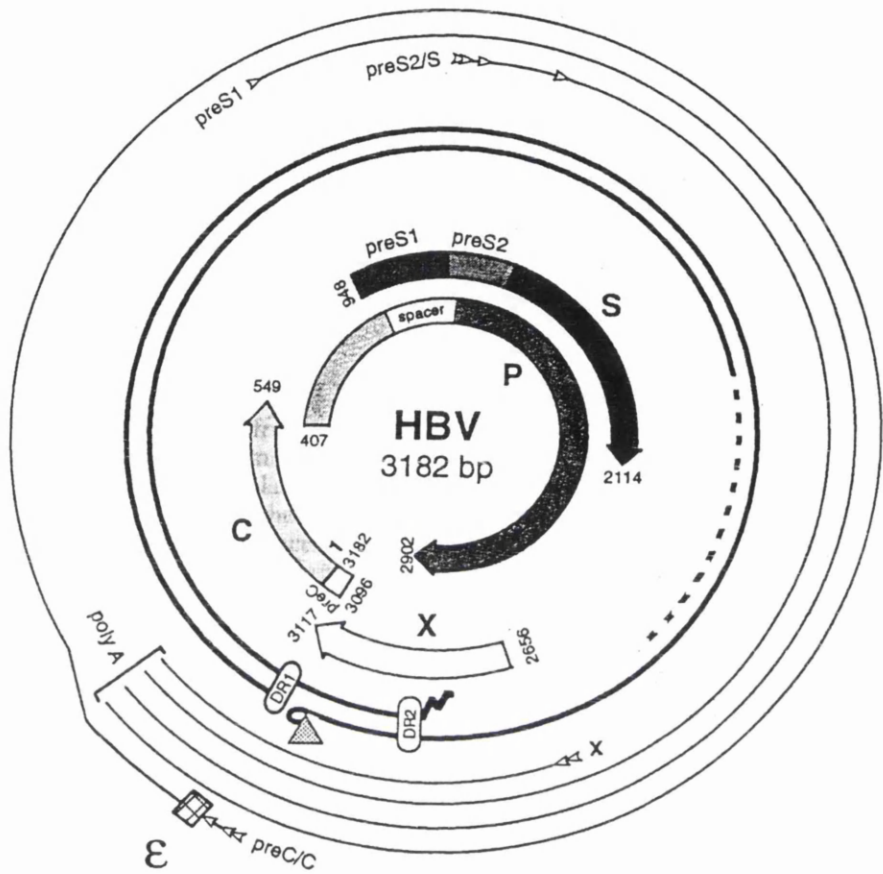 preS1
preS2/S
preS1
preS2
948
S
spacer
P
549
407
HBV
3182 bp
2114
C
2902
1
3182
preC
3096
3117
X
2656
poly A
DR1
DR2
X
ε
preC/C